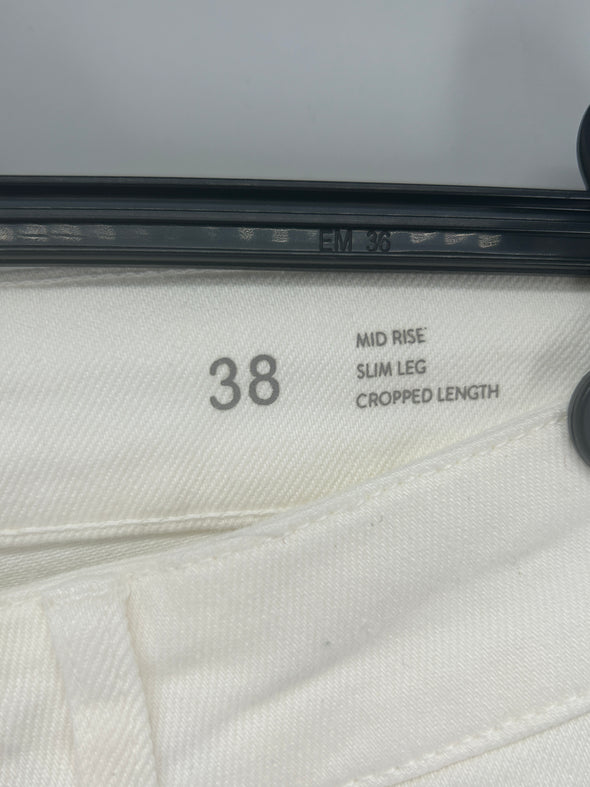 EM 36
38
MID RISE
SLIM LEG
CROPPED LENGTH